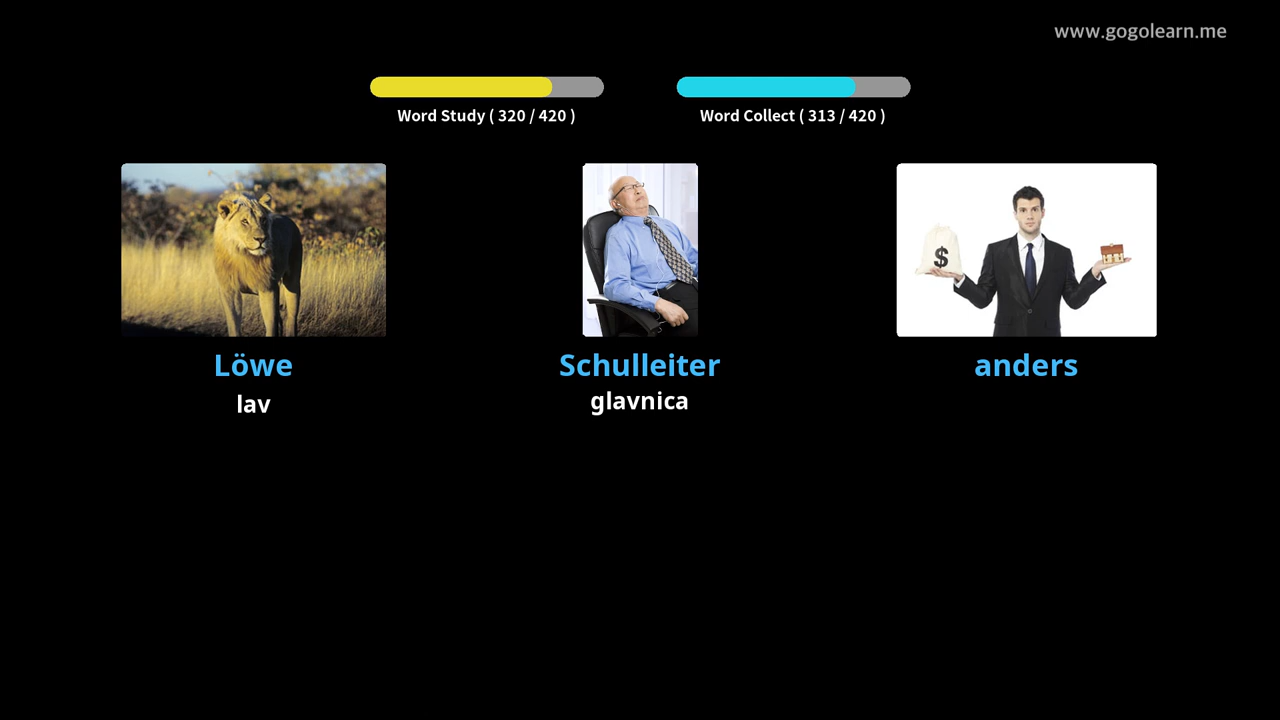 www.gogolearn.me
Word Study ( 320 / 420 )
Word Collect ( 313 / 420 )
$
Löwe
Schulleiter
anders
lav
glavnica